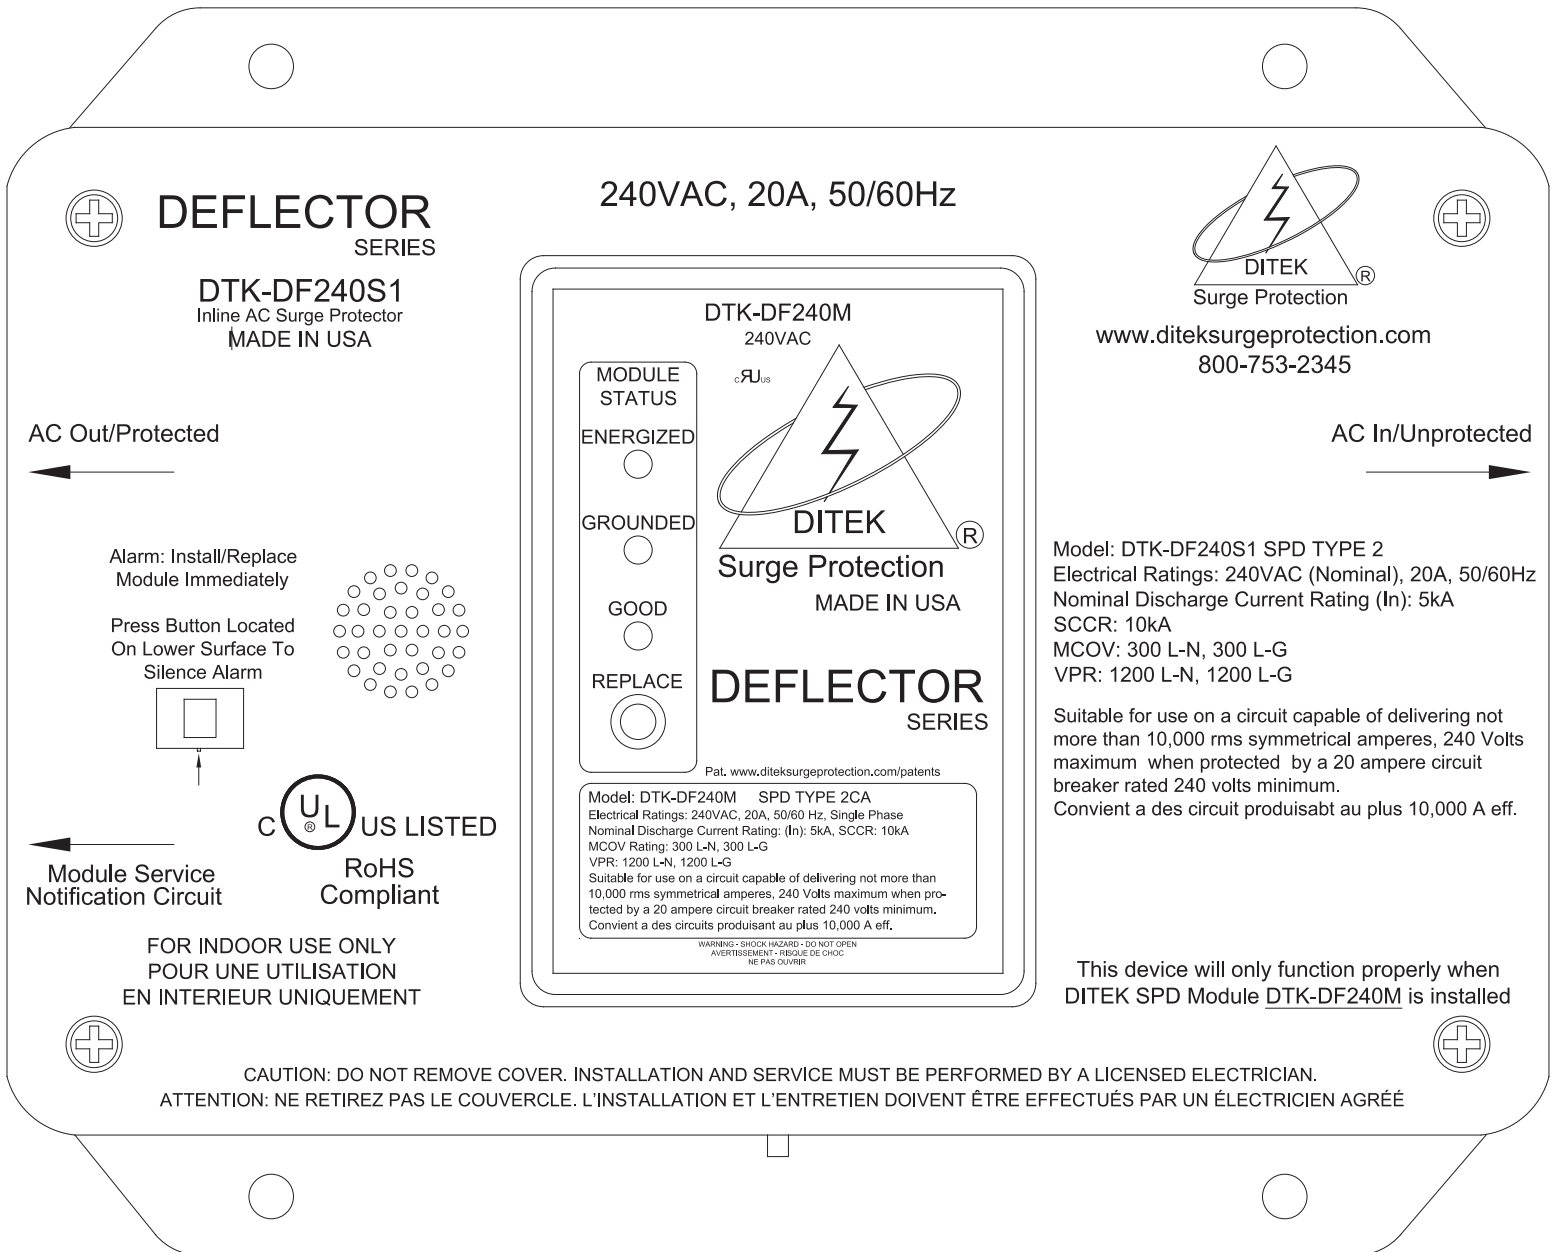 DEFLECTOR
SERIES
DTK-DF240S1
Inline AC Surge Protector
MADE IN USA
240VAC, 20A, 50/60Hz
DITEK
®
Surge Protection
www.diteksurgeprotection.com
800-753-2345
AC Out/Protected
AC In/Unprotected
Alarm: Install/Replace
Module Immediately
Press Button Located
On Lower Surface To
Silence Alarm
C UL ® US LISTED
RoHS
Compliant
Module Service
Notification Circuit
FOR INDOOR USE ONLY
POUR UNE UTILISATION
EN INTERIEUR UNIQUEMENT
DTK-DF240M
240VAC
c RU us
MODULE
STATUS
ENERGIZED
GROUNDED
GOOD
REPLACE
DITEK
®
Surge Protection
MADE IN USA
DEFLECTOR
SERIES
Pat. www.diteksurgeprotection.com/patents
Model: DTK-DF240M SPD TYPE 2CA
Electrical Ratings: 240VAC, 20A, 50/60 Hz, Single Phase
Nominal Discharge Current Rating: (In): 5kA, SCCR: 10kA
MCOV Rating: 300 L-N, 300 L-G
VPR: 1200 L-N, 1200 L-G
Suitable for use on a circuit capable of delivering not more than
10,000 rms symmetrical amperes, 240 Volts maximum when pro-
tected by a 20 ampere circuit breaker rated 240 volts minimum.
Convient a des circuits produisant au plus 10,000 A eff.
WARNING - SHOCK HAZARD - DO NOT OPEN
AVERTISSEMENT - RISQUE DE CHOC
NE PAS OUVRIR
Model: DTK-DF240S1 SPD TYPE 2
Electrical Ratings: 240VAC (Nominal), 20A, 50/60Hz
Nominal Discharge Current Rating (In): 5kA
SCCR: 10kA
MCOV: 300 L-N, 300 L-G
VPR: 1200 L-N, 1200 L-G
Suitable for use on a circuit capable of delivering not
more than 10,000 rms symmetrical amperes, 240 Volts
maximum when protected by a 20 ampere circuit
breaker rated 240 volts minimum.
Convient a des circuit produisabt au plus 10,000 A eff.
This device will only function properly when
DITEK SPD Module DTK-DF240M is installed
CAUTION: DO NOT REMOVE COVER. INSTALLATION AND SERVICE MUST BE PERFORMED BY A LICENSED ELECTRICIAN.
ATTENTION: NE RETIREZ PAS LE COUVERCLE. L'INSTALLATION ET L'ENTRETIEN DOIVENT ÊTRE EFFECTUÉS PAR UN ÉLECTRICIEN AGRÉÉ